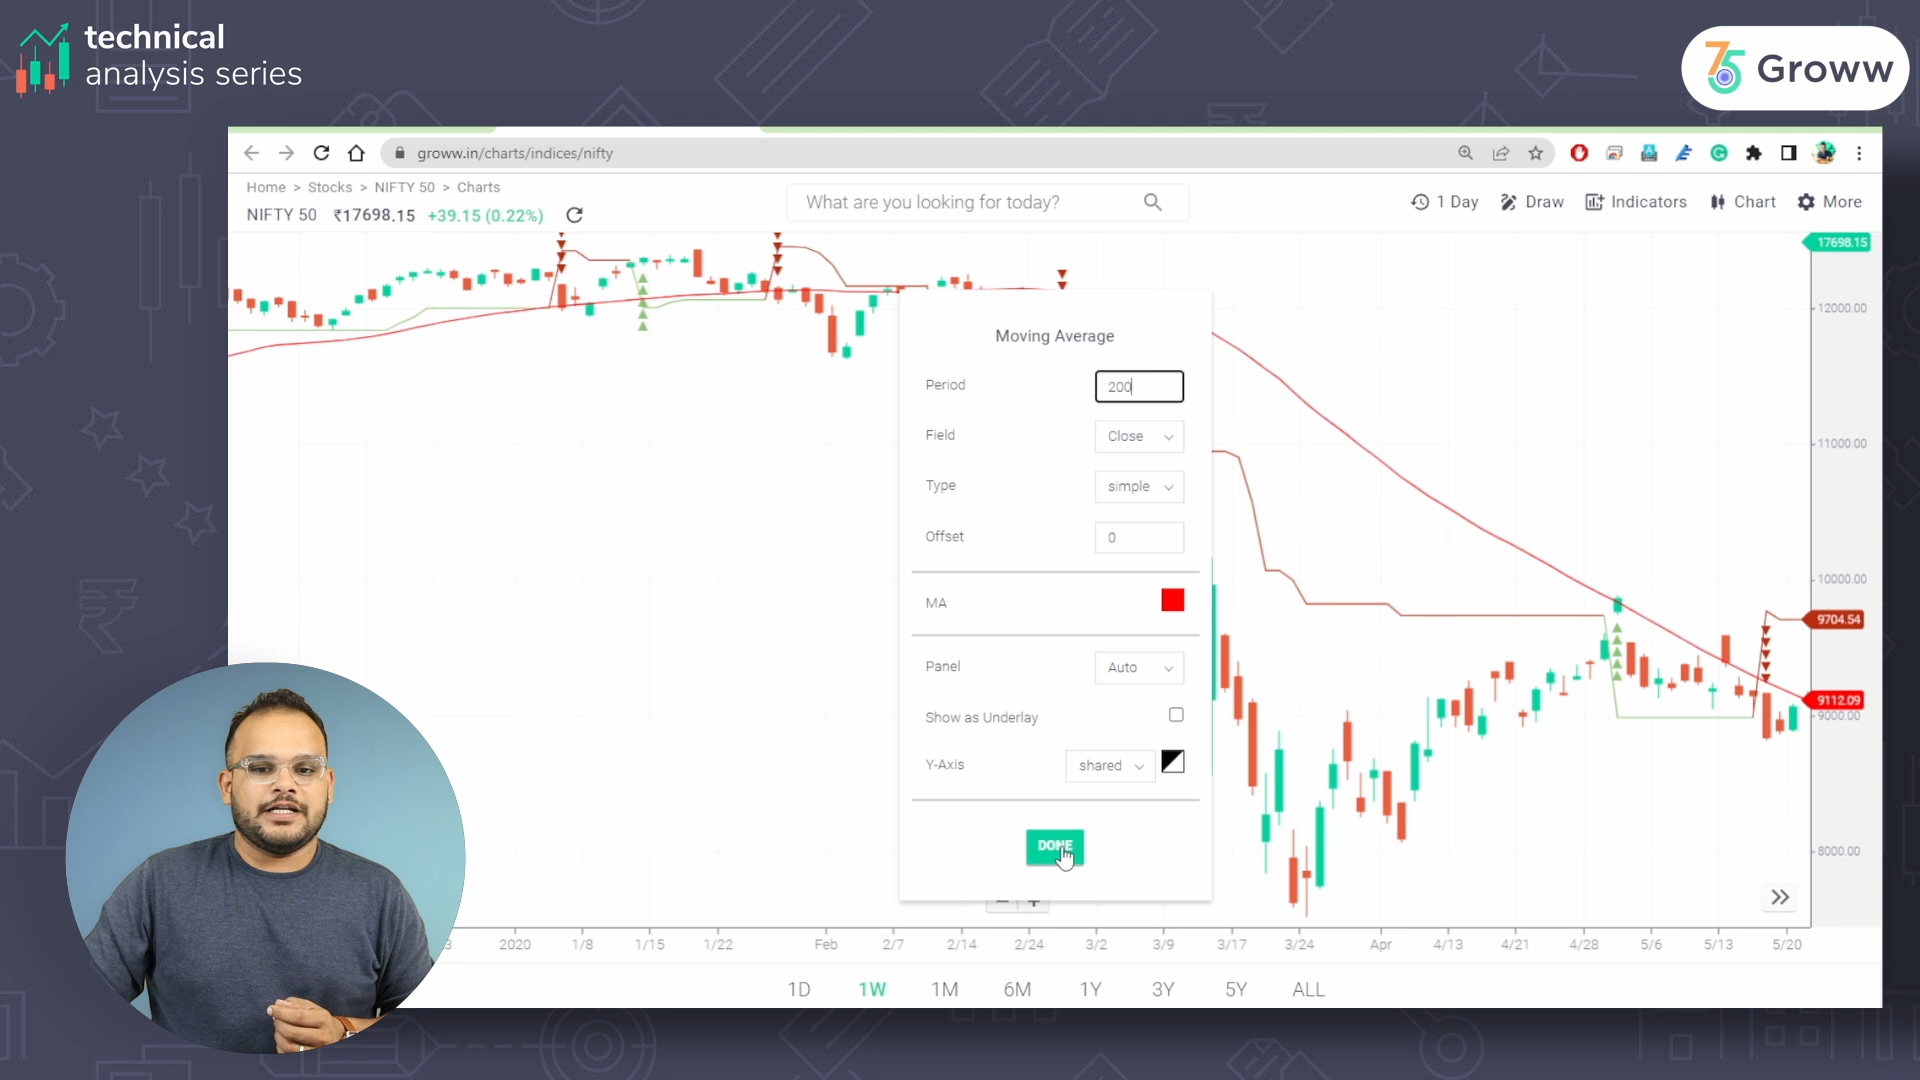 technical
analysis series
75 Groww
groww.in/charts/indices/nifty
Home > Stocks > NIFTY 50 > Charts
NIFTY 50 ₹17698.15 +39.15 (0.22%)
What are you looking for today?
1 Day Draw Indicators Chart More
17698.15
12000.00
11000.00
10000.00
9704.54
9112.09
9000.00
8000.00
Moving Average
Period 200
Field Close
Type simple
Offset 0
MA
Panel Auto
Show as Underlay
Y-Axis shared
DONE
2020 1/8 1/15 1/22 Feb 2/7 2/14 2/24 3/2 3/9 3/17 3/24 Apr 4/13 4/21 4/28 5/6 5/13 5/20
1D 1W 1M 6M 1Y 3Y 5Y ALL